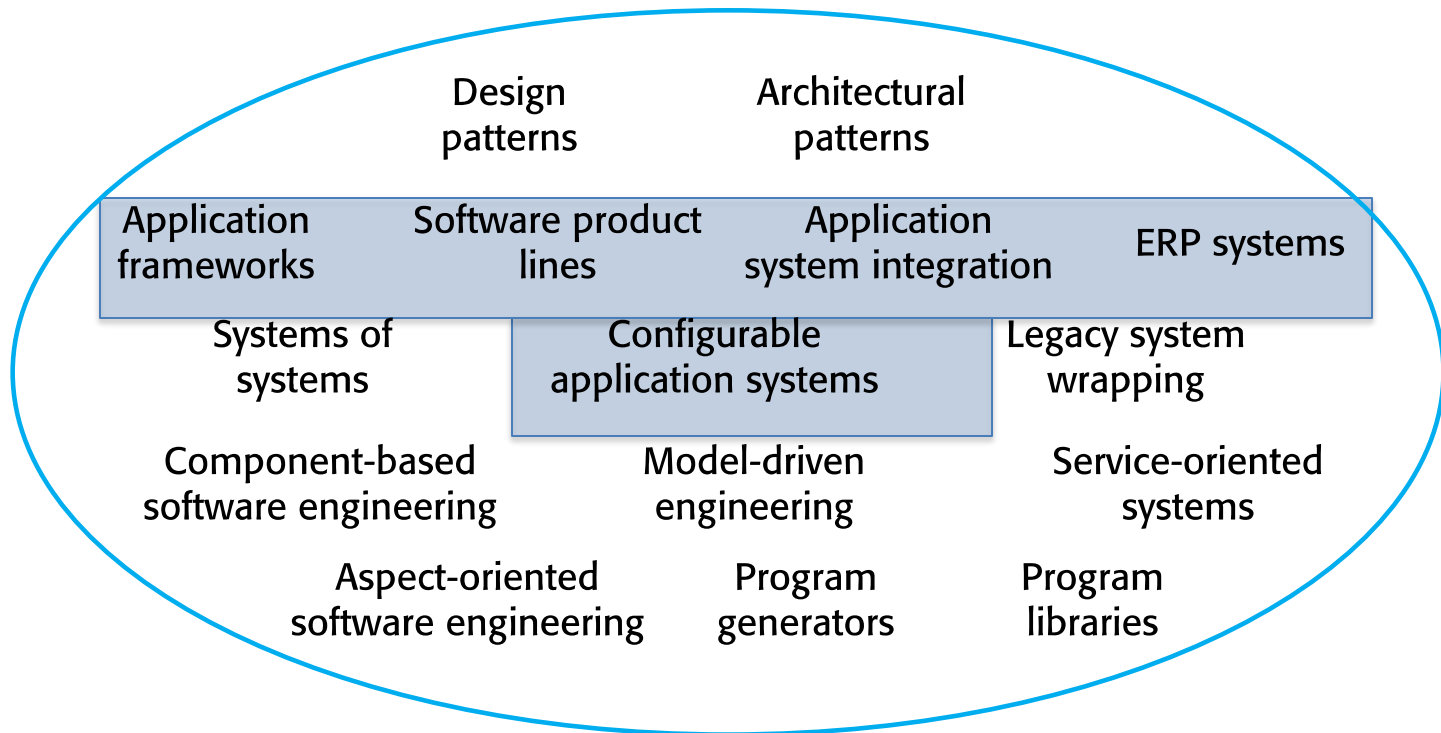 Design
patterns
Architectural
patterns
Application
frameworks
Software product
lines
Application
system integration
ERP systems
Systems of
systems
Configurable
application systems
Legacy system
wrapping
Component-based
software engineering
Model-driven
engineering
Service-oriented
systems
Aspect-oriented
software engineering
Program
generators
Program
libraries